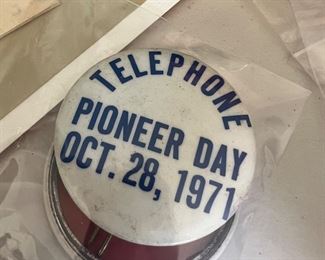 TELEPHONE
PIONEER DAY
OCT. 28, 1971